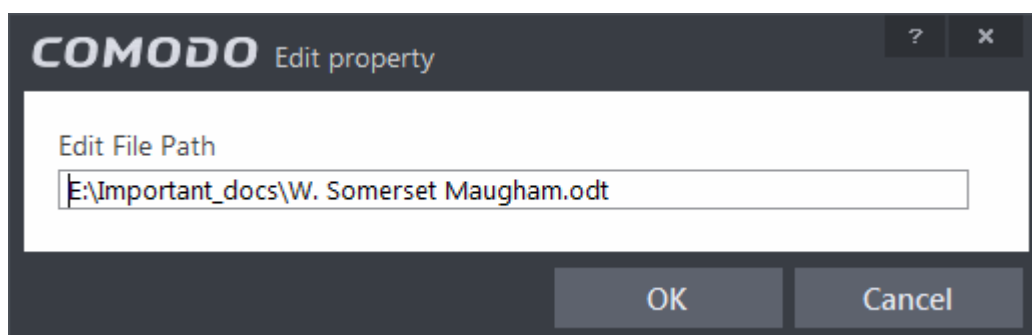 COMODO Edit property ? ×
Edit File Path
E:\Important_docs\W. Somerset Maugham.odt
OK Cancel